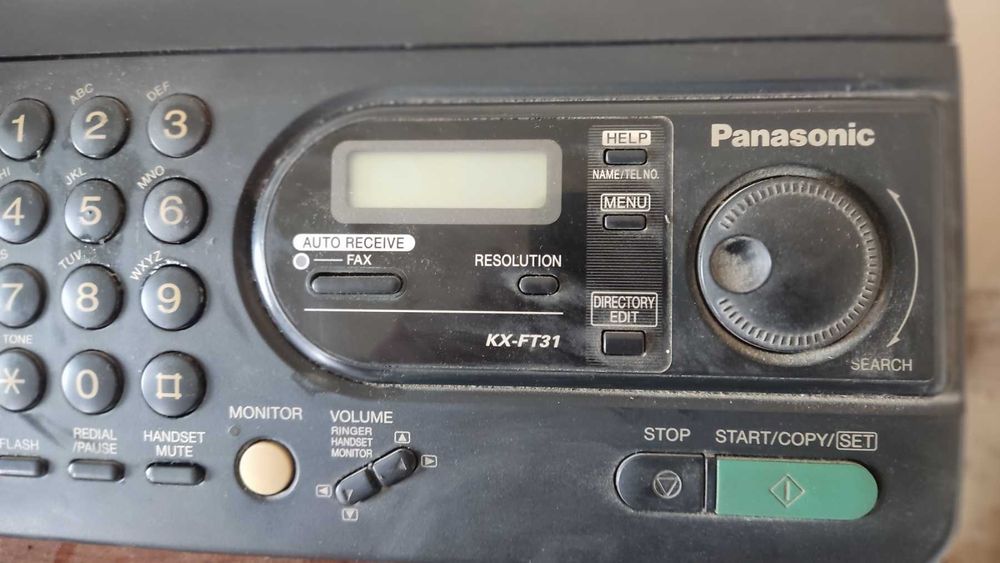 1
ABC
2
DEF
3
HI
4
JKL
5
MNO
6
S
7
TUV
8
WXYZ
9
TONE
*
0
⌗
FLASH
REDIAL
/PAUSE
HANDSET
MUTE
MONITOR
VOLUME
RINGER
HANDSET
MONITOR
AUTO RECEIVE
FAX
RESOLUTION
KX-FT31
HELP
NAME/TEL NO.
MENU
DIRECTORY
EDIT
Panasonic
SEARCH
STOP
START/COPY/SET